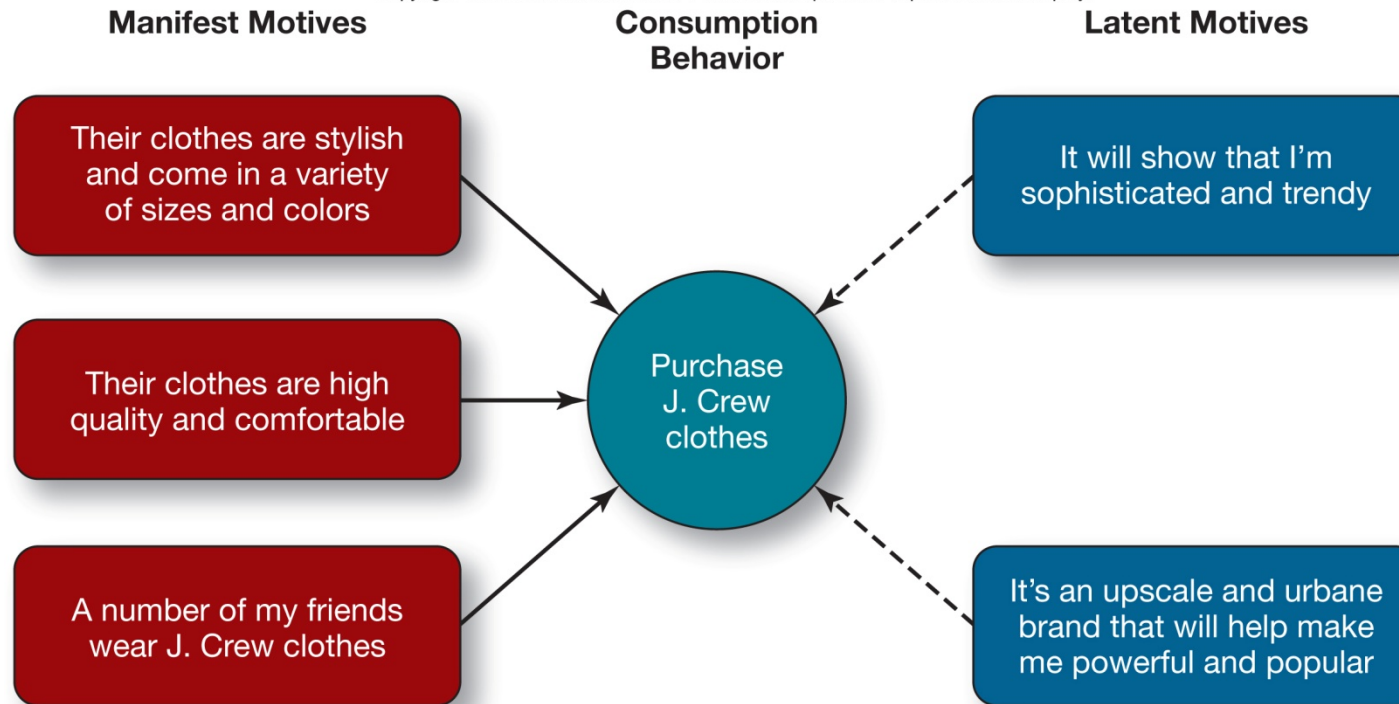 Manifest Motives
Consumption
Behavior
Latent Motives
Their clothes are stylish
and come in a variety
of sizes and colors
Their clothes are high
quality and comfortable
A number of my friends
wear J. Crew clothes
Purchase
J. Crew
clothes
It will show that I’m
sophisticated and trendy
It’s an upscale and urbane
brand that will help make
me powerful and popular